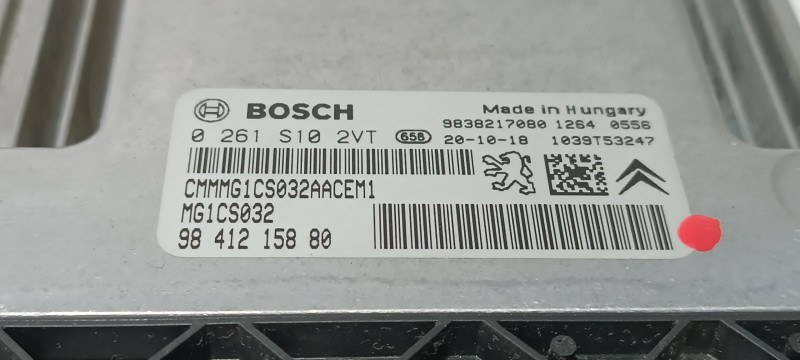 BOSCH
Made in Hungary
9838217080 1264 0556
0 261 S10 2VT 656 20-10-18 1039T53247
CMMMG1CS032AACEM1
MG1CS032
98 412 158 80